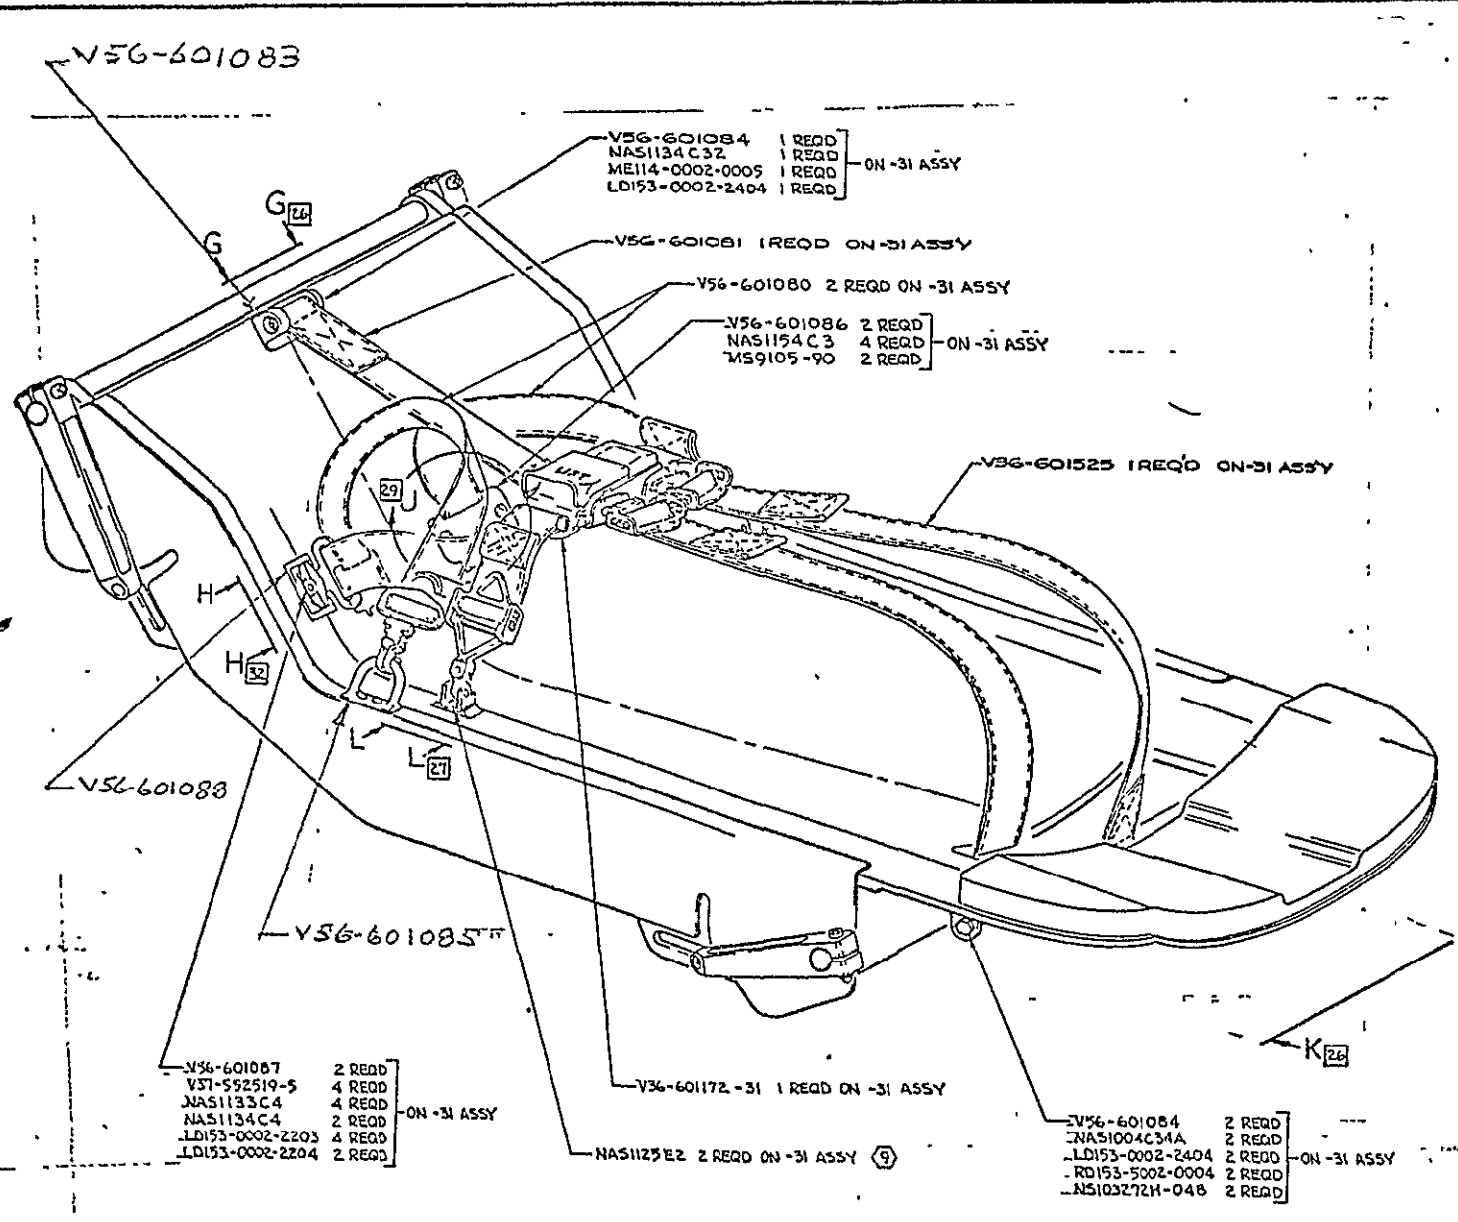 V56-601083
V56-601084 1 REQD
NAS1134C32 1 REQD
ME114-0002-0005 1 REQD
LD153-0002-2404 1 REQD
ON -31 ASSY
G 26
G
V56-601081 1 REQD ON -31 ASSY
V56-601080 2 REQD ON -31 ASSY
V56-601086 2 REQD
NAS1154C3 4 REQD
MS9105-90 2 REQD
ON -31 ASSY
V36-601525 1 REQ'D ON-31 ASS'Y
LIFT
29 J
H
H 32
L
L 27
V56-601083
V56-601085
K 26
V56-601087 2 REQD
V37-552519-5 4 REQD
NAS1133C4 4 REQD
NAS1134C4 2 REQD
LD153-0002-2203 4 REQD
LD153-0002-2204 2 REQD
ON -31 ASSY
V36-601172-31 1 REQD ON -31 ASSY
NAS1125E2 2 REQD ON -31 ASSY 9
V56-601084 2 REQD
NAS1004C34A 2 REQD
LD153-0002-2404 2 REQD
RD153-5002-0004 2 REQD
NS103272H-048 2 REQD
ON -31 ASSY